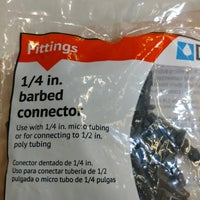 Fittings
1/4 in.
barbed
connector
Use with 1/4 in. micro tubing
or for connecting to 1/2 in.
poly tubing
Conector dentado de 1/4 in.
Uso para conectar tubería de 1/2
pulgada o micro tubo de 1/4 pulgas